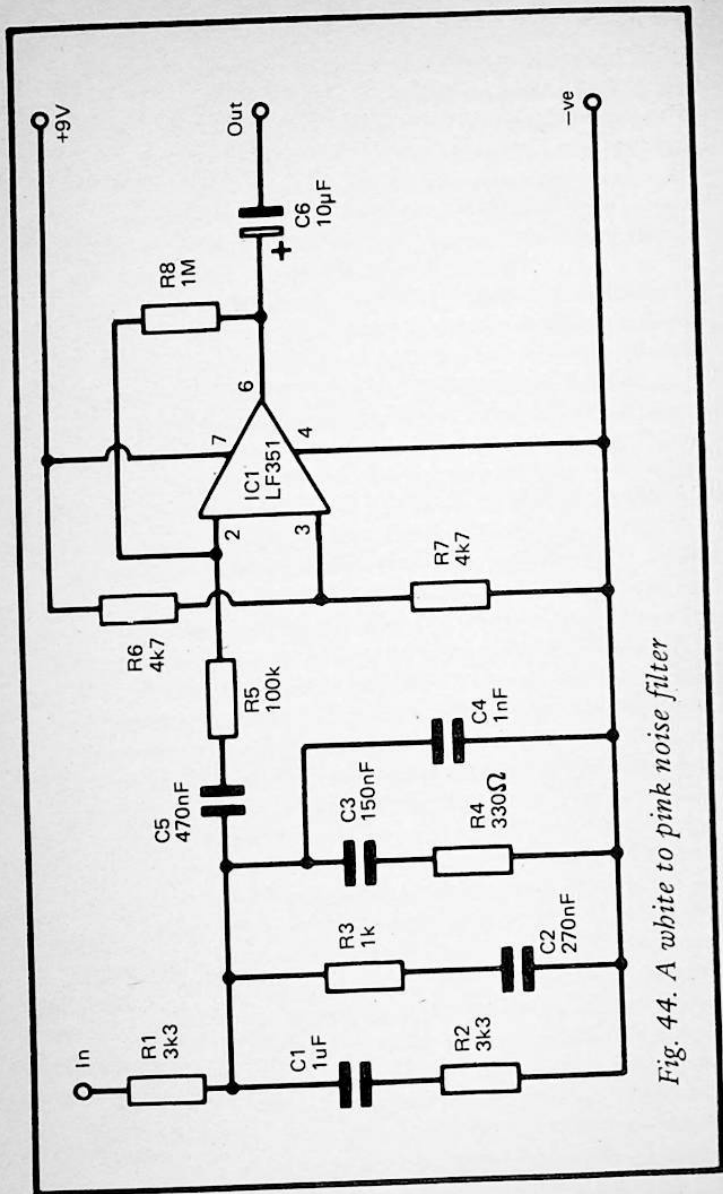 +9V
Out
–ve
C6
10µF
+
R8
1M
6
7
4
IC1
LF351
2
3
R6
4k7
R7
4k7
R5
100k
C5
470nF
C4
1nF
C3
150nF
R4
330Ω
R3
1k
C2
270nF
In
R1
3k3
C1
1uF
R2
3k3
Fig. 44. A white to pink noise filter